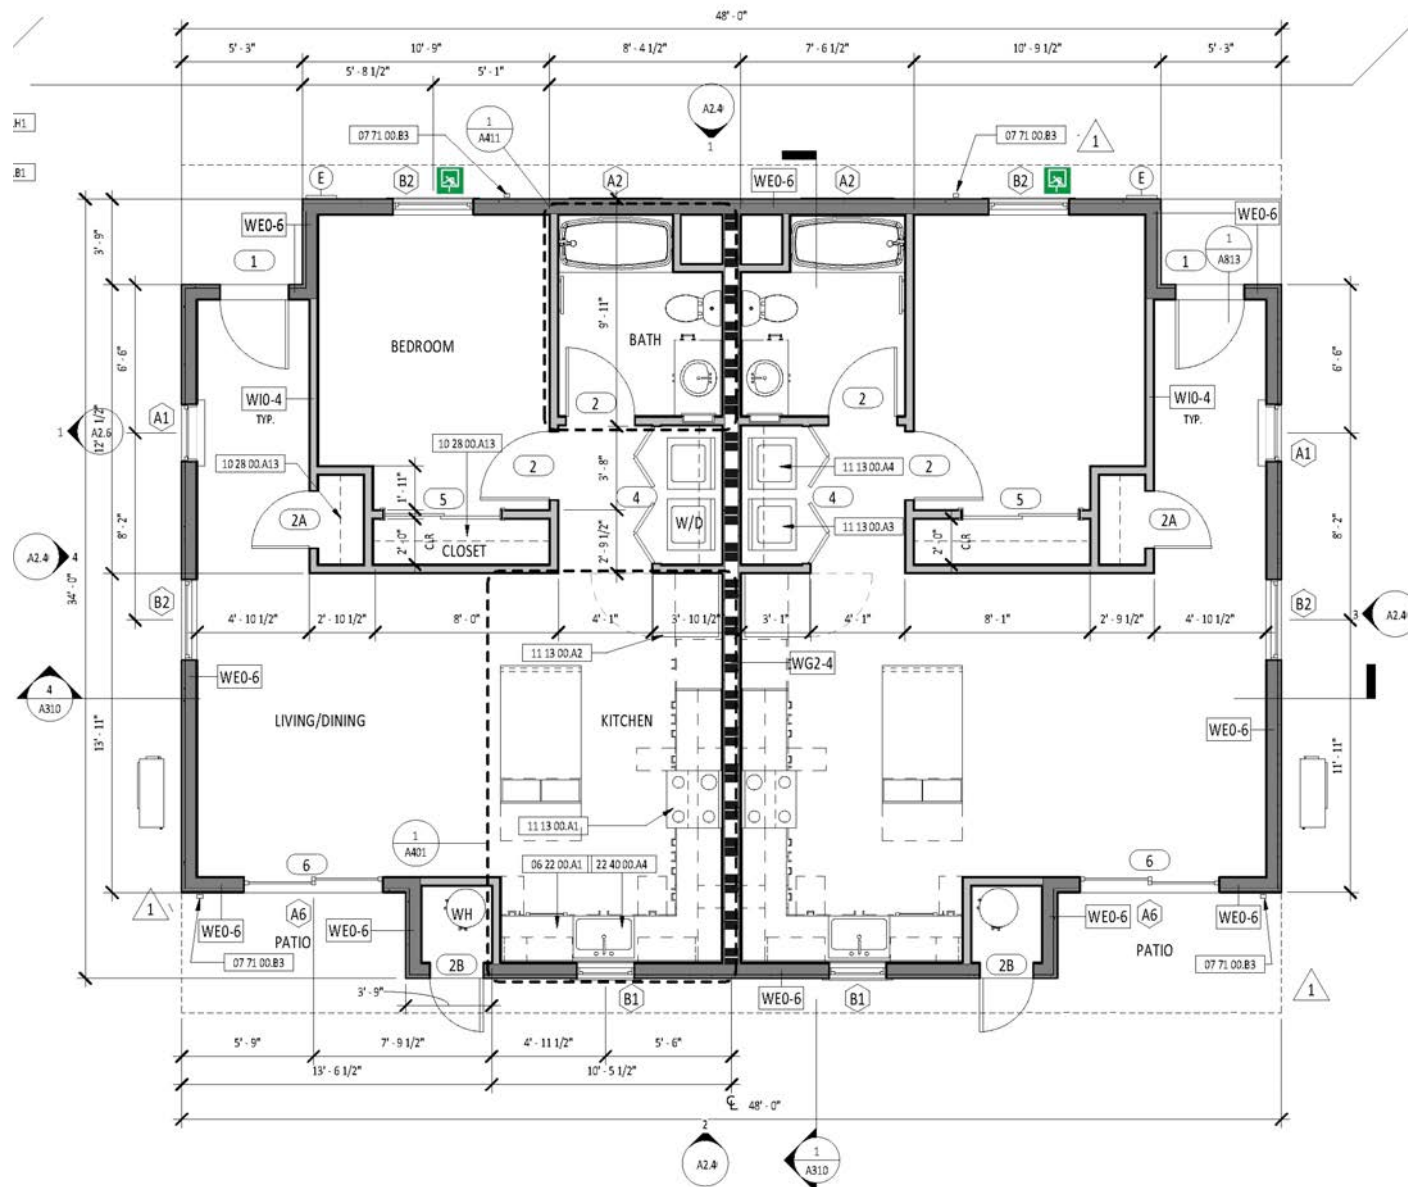 48' - 0"
5' - 3"
10' - 9"
8' - 4 1/2"
7' - 6 1/2"
10' - 9 1/2"
5' - 3"
5' - 8 1/2"
5' - 1"
A2.4
1
.H1
07 71 00.B3
1
A411
07 71 00.B3
1
.B1
E
B2
A2
WE0-6
A2
B2
E
3' - 9"
WE0-6
WE0-6
1
1
1
A813
9' - 11"
BEDROOM
BATH
6' - 6"
6' - 6"
WI0-4
TYP.
2
2
WI0-4
TYP.
A1
1
A2.6
12' - 1 1/2"
10 28 00.A13
10 28 00.A13
2
3' - 8"
11 13 00.A4
2
A1
1' - 11"
5
4
4
5
2A
W/D
11 13 00.A3
2A
8' - 2"
8' - 2"
2' - 0"
CLR
CLOSET
2' - 9 1/2"
2' - 0"
CLR
A2.4
4
34' - 0"
B2
B2
3
A2.4
4' - 10 1/2"
2' - 10 1/2"
8' - 0"
4' - 1"
3' - 10 1/2"
3' - 1"
4' - 1"
8' - 1"
2' - 9 1/2"
4' - 10 1/2"
11 13 00.A2
WG2-4
WE0-6
4
A310
LIVING/DINING
KITCHEN
WE0-6
13' - 11"
11' - 11"
1
A401
11 13 00.A1
6
06 22 00.A1
22 40 00.A4
6
1
WE0-6
A6
PATIO
WE0-6
WH
WE0-6
A6
PATIO
WE0-6
07 71 00.B3
2B
2B
07 71 00.B3
3' - 9"
B1
WE0-6
B1
1
5' - 9"
7' - 9 1/2"
4' - 11 1/2"
5' - 6"
13' - 6 1/2"
10' - 5 1/2"
48' - 0"
2
A2.4
1
A310